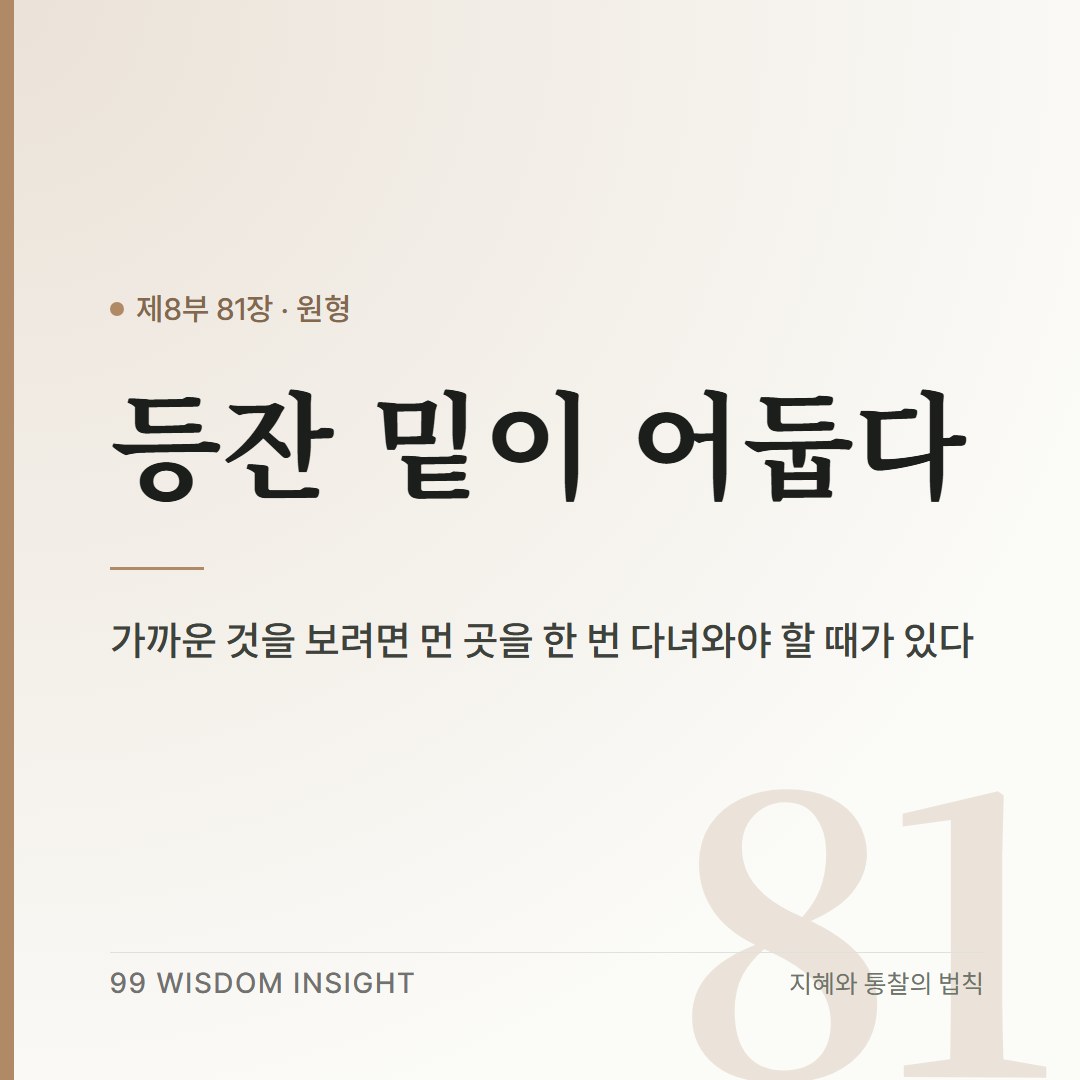 제8부 81장 · 원형
등잔 밑이 어둡다
가까운 것을 보려면 먼 곳을 한 번 다녀와야 할 때가 있다
81
99 WISDOM INSIGHT
지혜와 통찰의 법칙